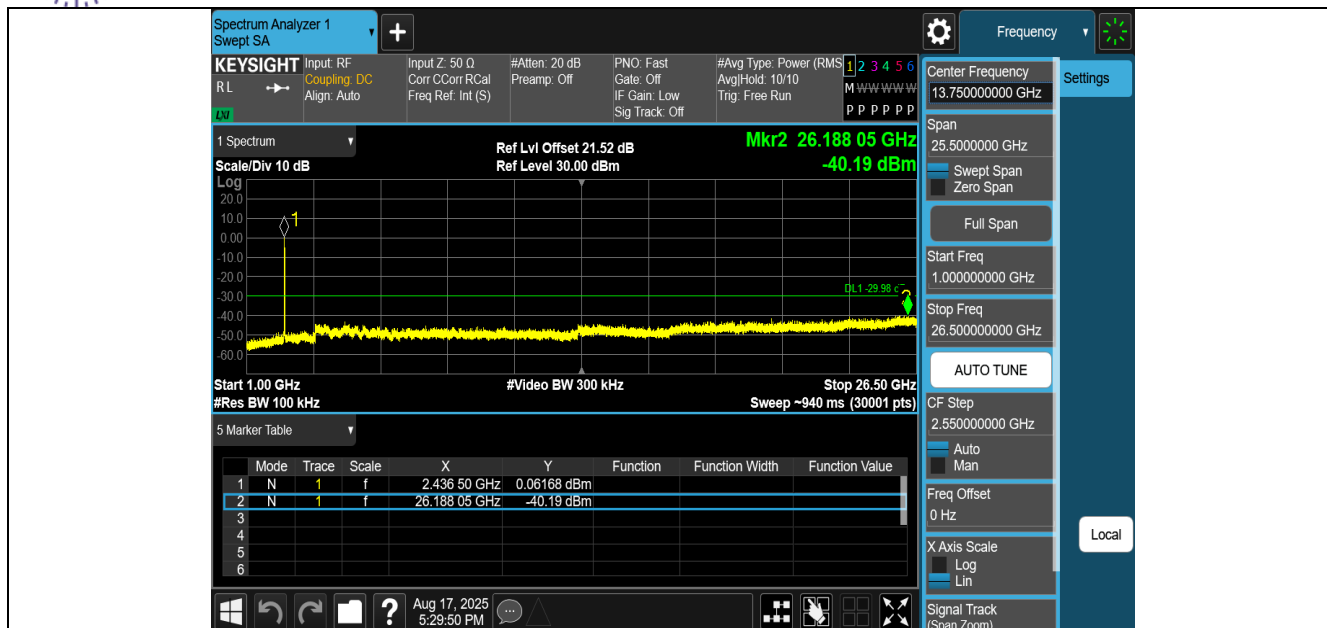 Spectrum Analyzer 1
Swept SA
+
Frequency
KEYSIGHT
R L
LXI
Input: RF
Coupling: DC
Align: Auto
Input Z: 50 Ω
Corr CCorr RCal
Freq Ref: Int (S)
#Atten: 20 dB
Preamp: Off
PNO: Fast
Gate: Off
IF Gain: Low
Sig Track: Off
#Avg Type: Power (RMS
Avg|Hold: 10/10
Trig: Free Run
1 2 3 4 5 6
M W W W W W
P P P P P P
1 Spectrum
Scale/Div 10 dB
Ref Lvl Offset 21.52 dB
Ref Level 30.00 dBm
Mkr2 26.188 05 GHz
-40.19 dBm
Log
20.0
10.0
0.00
-10.0
-20.0
-30.0
-40.0
-50.0
-60.0
1
DL1 -29.98
2
Start 1.00 GHz
#Video BW 300 kHz
Stop 26.50 GHz
#Res BW 100 kHz
Sweep ~940 ms (30001 pts)
5 Marker Table
Mode Trace Scale X Y Function Function Width Function Value
1 N 1 f 2.436 50 GHz 0.06168 dBm
2 N 1 f 26.188 05 GHz -40.19 dBm
3
4
5
6
?
Aug 17, 2025
5:29:50 PM
Center Frequency
13.750000000 GHz
Settings
Span
25.5000000 GHz
Swept Span
Zero Span
Full Span
Start Freq
1.000000000 GHz
Stop Freq
26.500000000 GHz
AUTO TUNE
CF Step
2.550000000 GHz
Auto
Man
Freq Offset
0 Hz
X Axis Scale
Log
Lin
Signal Track
(Span Zoom)
Local